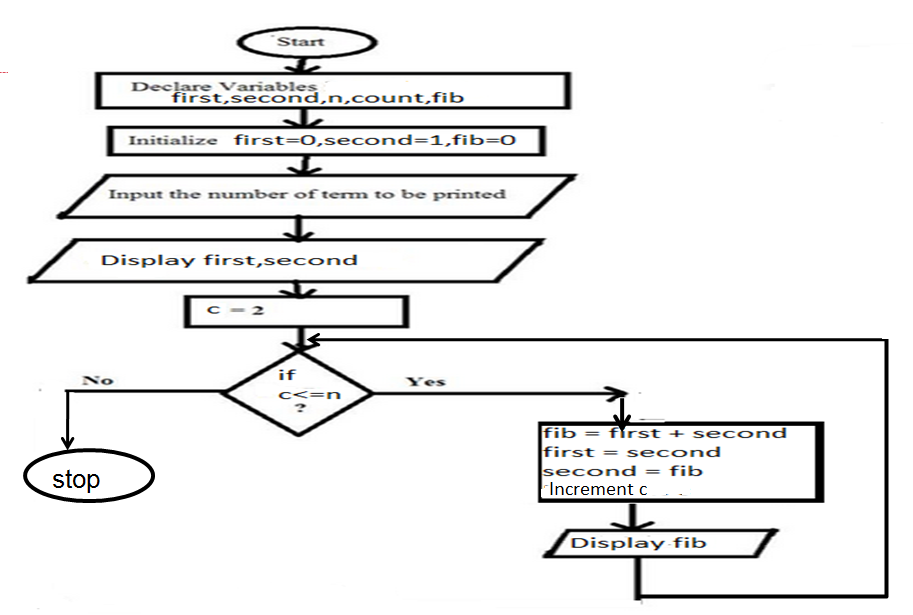 Start
Declare Variables
first,second,n,count,fib
Initialize first=0,second=1,fib=0
Input the number of term to be printed
Display first,second
c = 2
if
c<=n
?
No
Yes
stop
fib = first + second
first = second
second = fib
Increment c
Display fib